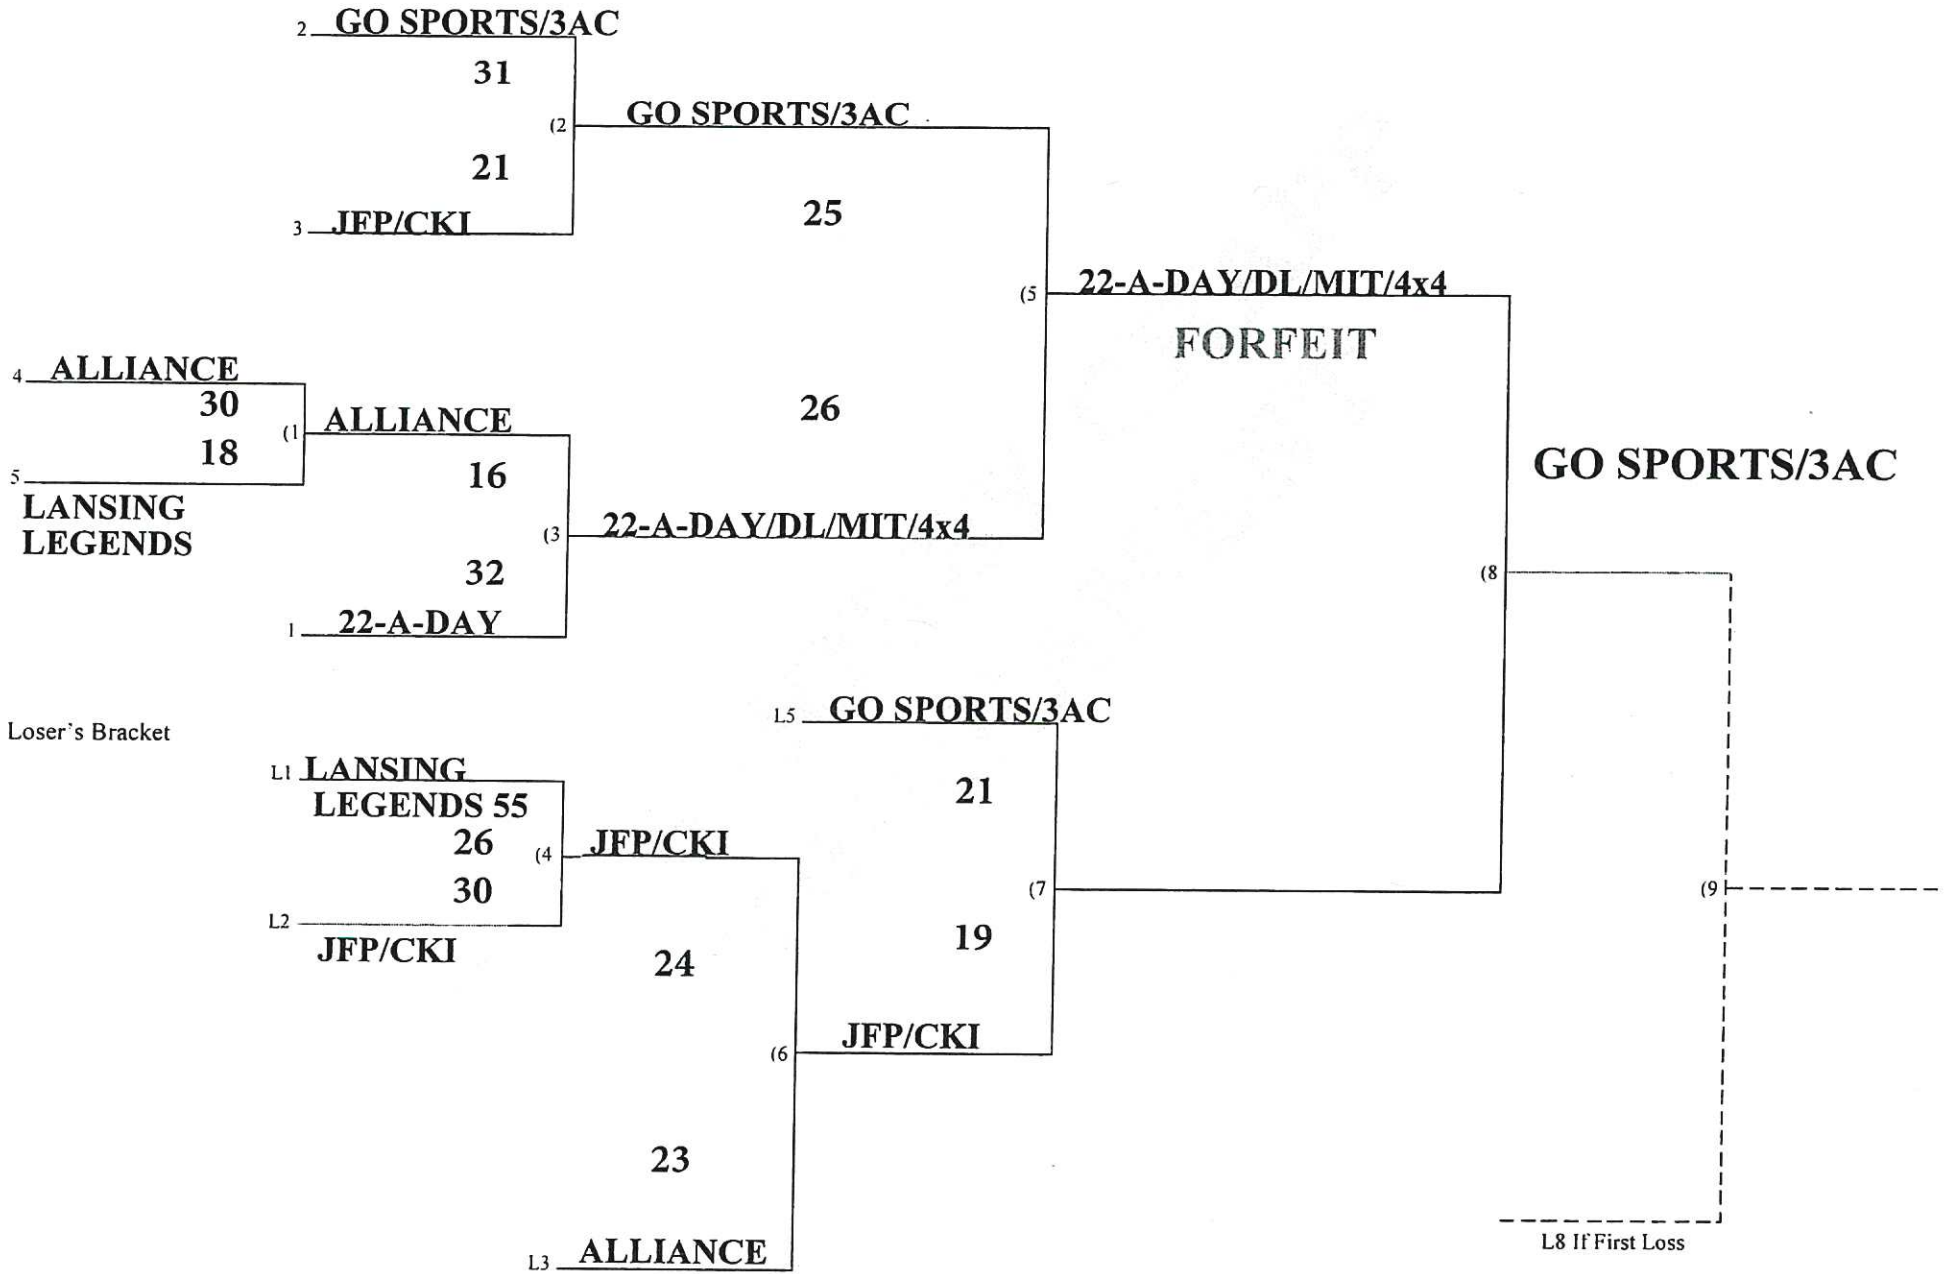 2 GO SPORTS/3AC
31
(2 GO SPORTS/3AC
21
3 JFP/CKI
25
(5 22-A-DAY/DL/MIT/4x4
FORFEIT
4 ALLIANCE
30
(1 ALLIANCE
18
5
LANSING
LEGENDS
16
26
GO SPORTS/3AC
(3 22-A-DAY/DL/MIT/4x4
32
1 22-A-DAY
(8
Loser's Bracket
L5 GO SPORTS/3AC
L1 LANSING
LEGENDS 55
26
(4 JFP/CKI
30
L2
JFP/CKI
21
(7
19
(9
24
(6 JFP/CKI
23
L3 ALLIANCE
L8 If First Loss